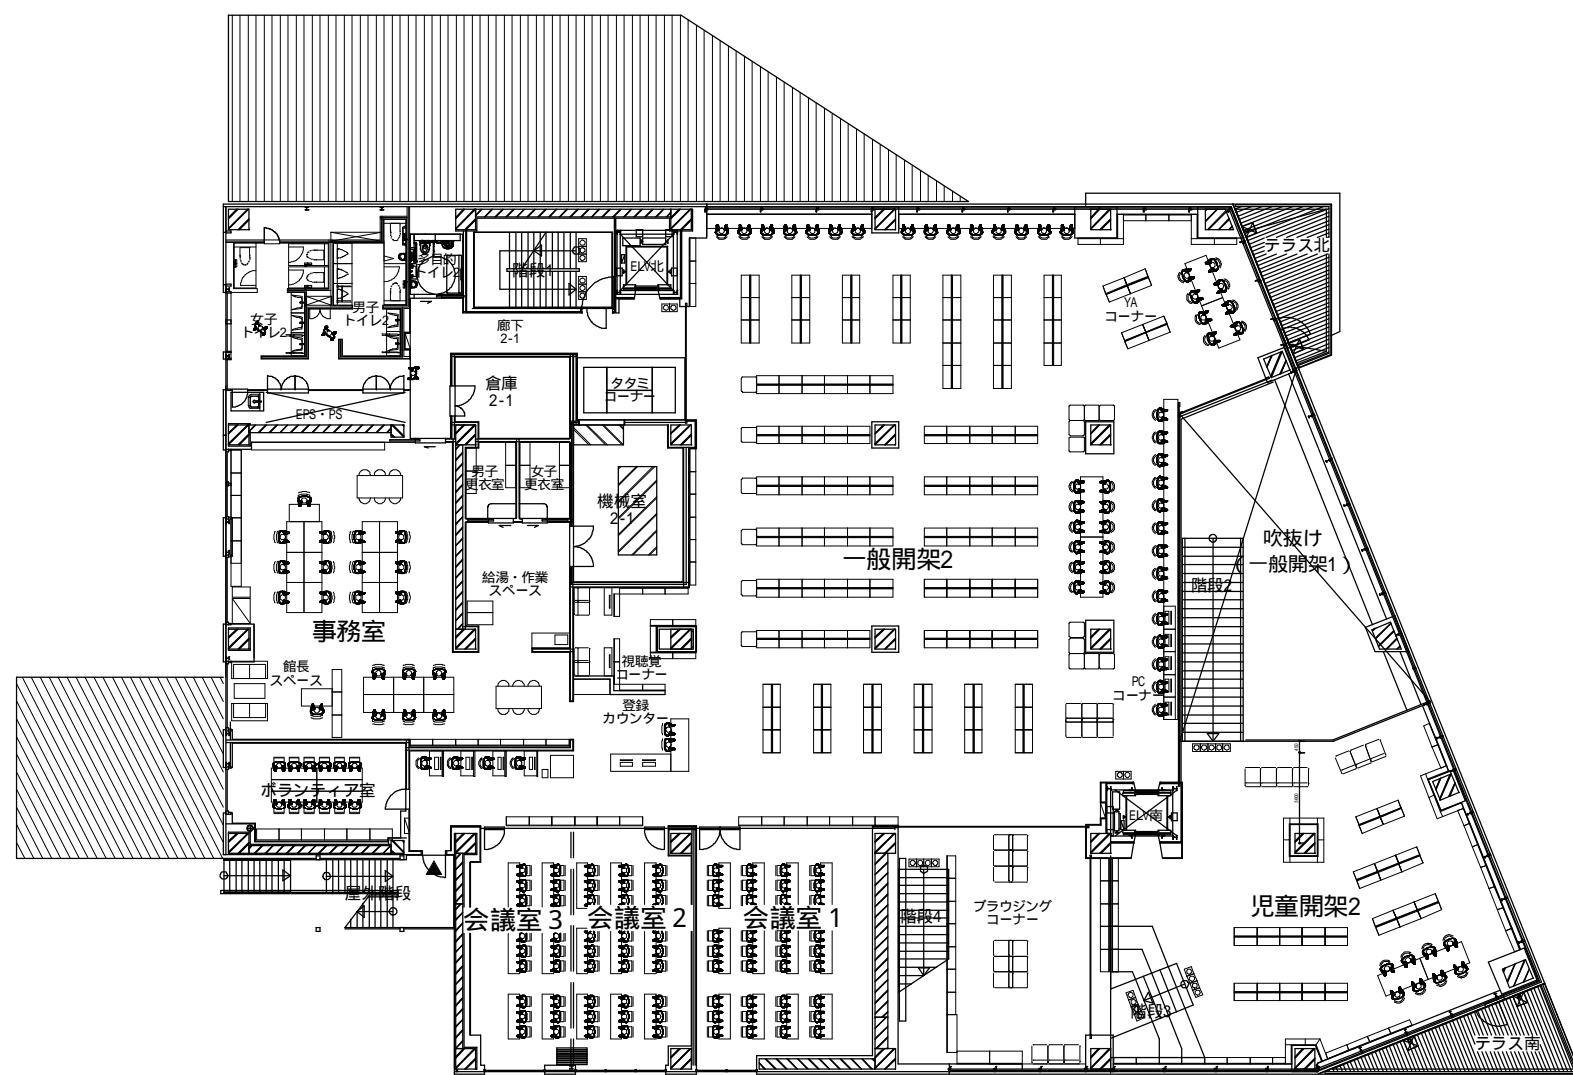 テラス北
多目的
トイレ2
階段1
ELV北
女子
トイレ2
男子
トイレ2
廊下
2-1
YA
コーナー
倉庫
2-1
タタミ
コーナー
EPS・PS
男子
更衣室
女子
更衣室
機械室
2-1
一般開架2
吹抜け
（一般開架1）
階段2
給湯・作業
スペース
事務室
館長
スペース
視聴覚
コーナー
登録
カウンター
PC
コーナー
ボランティア室
ELV南
屋外階段
会議室3
会議室2
会議室1
階段4
ブラウジング
コーナー
児童開架2
階段3
テラス南